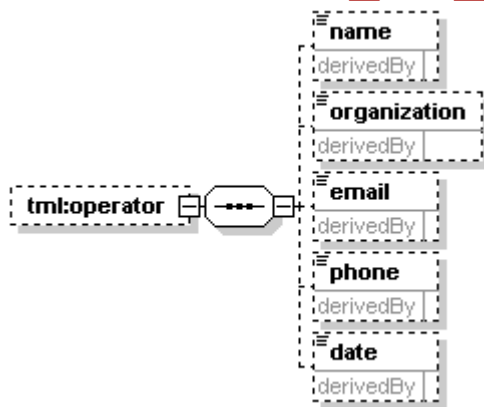 name
derivedBy
organization
derivedBy
tml:operator
email
derivedBy
phone
derivedBy
date
derivedBy